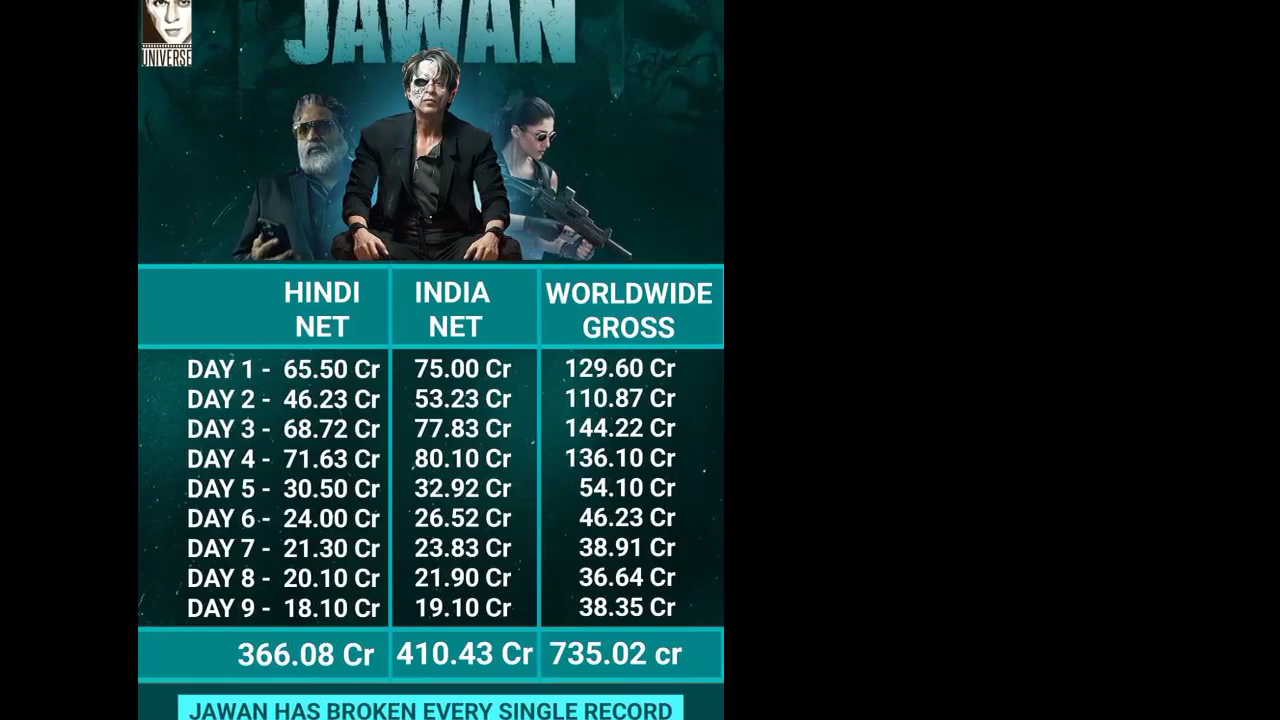 JAWAN
UNIVERSE
HINDI NET INDIA NET WORLDWIDE GROSS
DAY 1 - 65.50 Cr 75.00 Cr 129.60 Cr
DAY 2 - 46.23 Cr 53.23 Cr 110.87 Cr
DAY 3 - 68.72 Cr 77.83 Cr 144.22 Cr
DAY 4 - 71.63 Cr 80.10 Cr 136.10 Cr
DAY 5 - 30.50 Cr 32.92 Cr 54.10 Cr
DAY 6 - 24.00 Cr 26.52 Cr 46.23 Cr
DAY 7 - 21.30 Cr 23.83 Cr 38.91 Cr
DAY 8 - 20.10 Cr 21.90 Cr 36.64 Cr
DAY 9 - 18.10 Cr 19.10 Cr 38.35 Cr
366.08 Cr 410.43 Cr 735.02 cr
JAWAN HAS BROKEN EVERY SINGLE RECORD